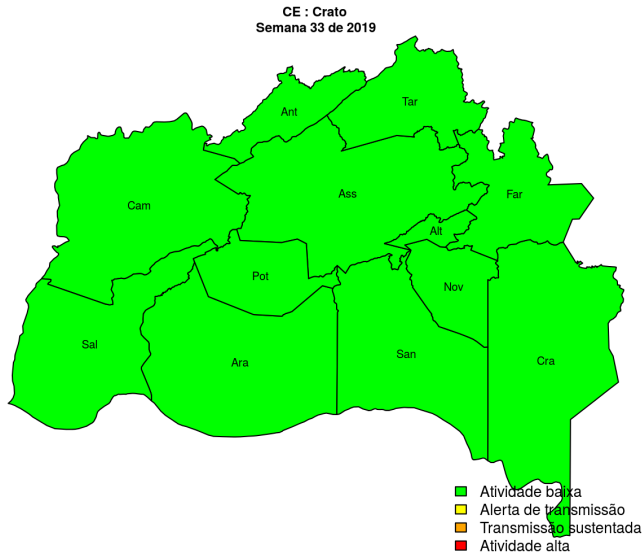 CE : Crato
Semana 33 de 2019
Tar
Ant
Cam
Ass
Far
Alt
Pot
Nov
Sal
Ara
San
Cra
Atividade baixa
Alerta de transmissão
Transmissão sustentada
Atividade alta